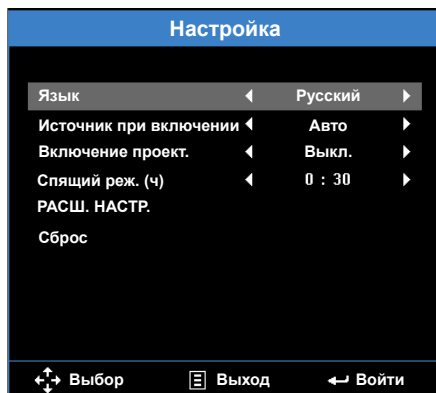 Настройка
Язык Русский
Источник при включении Авто
Включение проект. Выкл.
Спящий реж. (ч) 0 : 30
РАСШ. НАСТР.
Сброс
Выбор Выход Войти